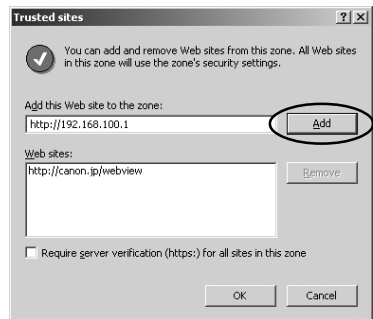 Trusted sites
You can add and remove Web sites from this zone. All Web sites
in this zone will use the zone's security settings.
Add this Web site to the zone:
http://192.168.100.1
Add
Web sites:
http://canon.jp/webview
Remove
Require server verification (https:) for all sites in this zone
OK
Cancel